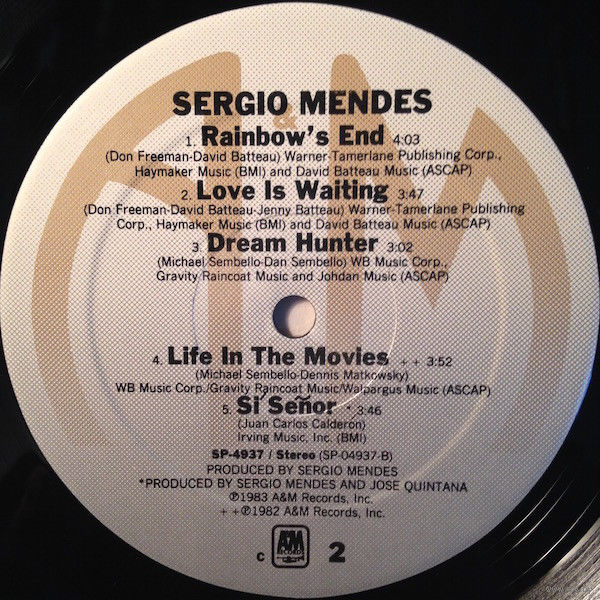 SERGIO MENDES
1. Rainbow's End 4:03
(Don Freeman-David Batteau) Warner-Tamerlane Publishing Corp.,
Haymaker Music (BMI) and David Batteau Music (ASCAP)
2. Love Is Waiting 3:47
(Don Freeman-David Batteau-Jenny Batteau) Warner-Tamerlane Publishing
Corp., Haymaker Music (BMI) and David Batteau Music (ASCAP)
3. Dream Hunter 3:02
(Michael Sembello-Dan Sembello) WB Music Corp.,
Gravity Raincoat Music and Johdan Music (ASCAP)
4. Life In The Movies ++ 3:52
(Michael Sembello-Dennis Matkowsky)
WB Music Corp./Gravity Raincoat Music/Walpargus Music (ASCAP)
5. Si Señor * 3:46
(Juan Carlos Calderon)
Irving Music, Inc. (BMI)
SP-4937 / Stereo (SP-04937-B)
PRODUCED BY SERGIO MENDES
*PRODUCED BY SERGIO MENDES AND JOSE QUINTANA
℗1983 A&M Records, Inc.
++℗1982 A&M Records, Inc.
C A&M RECORDS 2